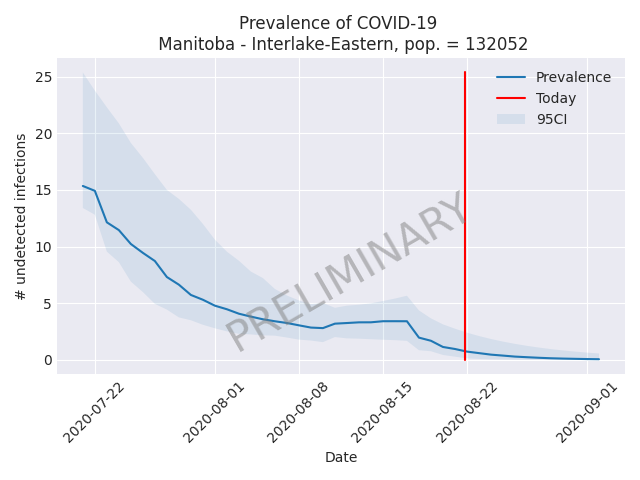 Prevalence of COVID-19
Manitoba - Interlake-Eastern, pop. = 132052
25
20
15
10
5
0
# undetected infections
Prevalence
Today
95CI
PRELIMINARY
2020-07-22
2020-08-01
2020-08-08
2020-08-15
2020-08-22
2020-09-01
Date